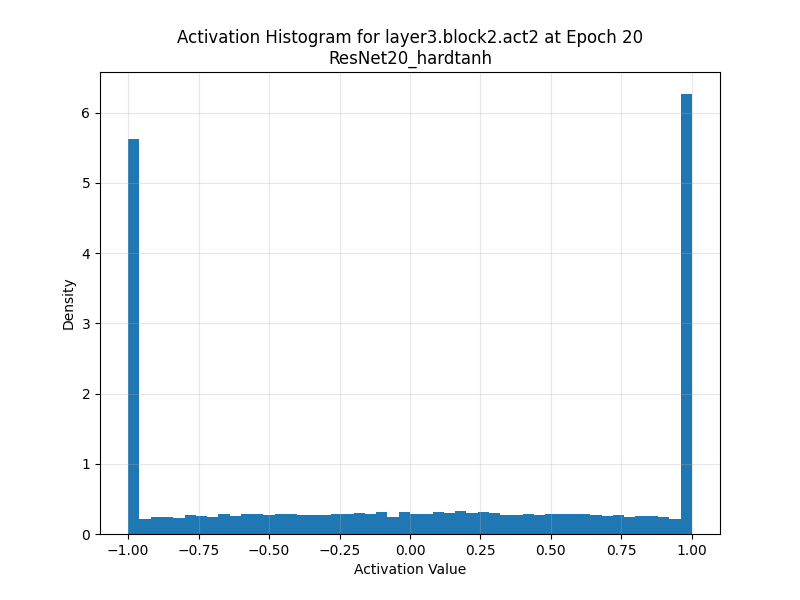 Activation Histogram for layer3.block2.act2 at Epoch 20
ResNet20_hardtanh
6
5
4
3
2
1
0
Density
−1.00 −0.75 −0.50 −0.25 0.00 0.25 0.50 0.75 1.00
Activation Value